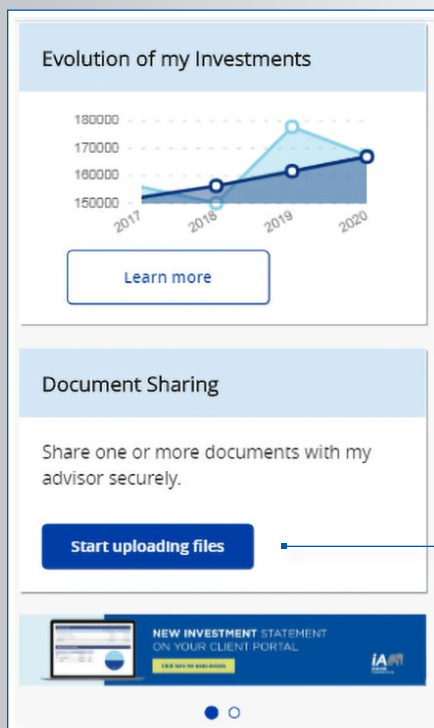 Evolution of my Investments
180000
170000
160000
150000
2017
2018
2019
2020
Learn more
Document Sharing
Share one or more documents with my
advisor securely.
Start uploading files
NEW INVESTMENT STATEMENT
ON YOUR CLIENT PORTAL
iA